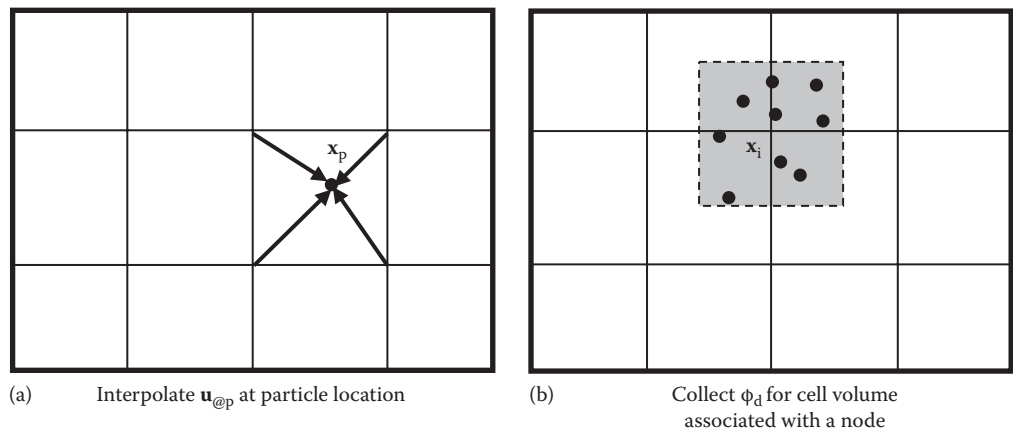 x_p
x_i
(a) Interpolate u_@p at particle location
(b) Collect ϕ_d for cell volume
associated with a node